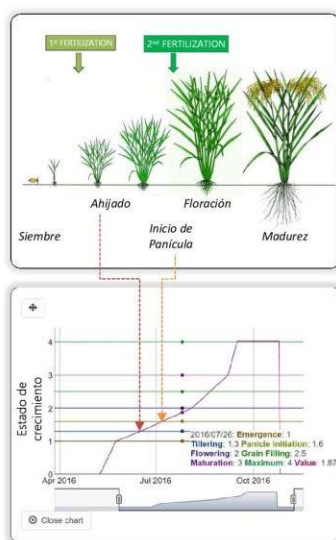 1st FERTILIZATION
2nd FERTILIZATION
Ahijado
Floración
Siembre
Inicio de
Panícula
Madurez
Estado de
crecimiento
4
3
2
1
0
2016/07/26: Emergence: 1
Tillering: 1.3 Panicle Initiation: 1.6
Flowering: 2 Grain Filling: 2.5
Maturation: 3 Maximum: 4 Value: 1.87
Apr 2016
Jul 2016
Oct 2016
Close chart